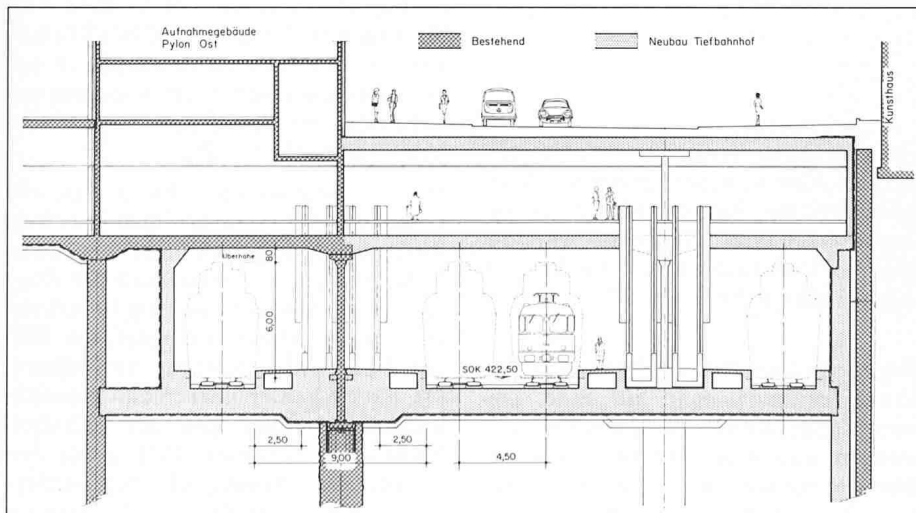 Aufnahmegebäude
Pylon Ost
Bestehend
Neubau Tiefbahnhof
Kunsthaus
Überhöhe
80
6,00
SOK 422,50
2,50
9,00
2,50
4,50